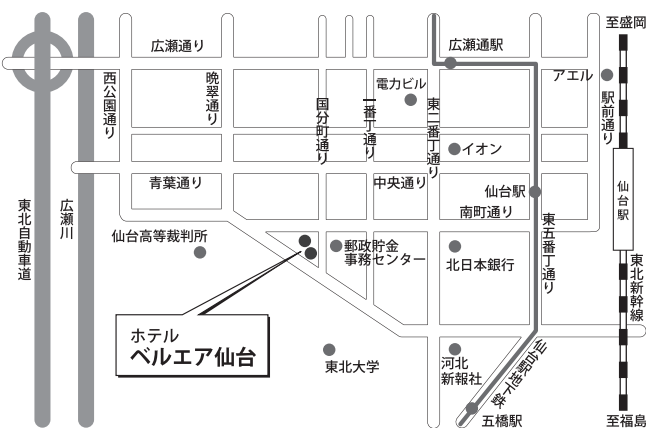 至盛岡
広瀬通り
広瀬通駅
アエル
電力ビル
西公園通り
晩翠通り
国分町通り
一番丁通り
東二番丁通り
駅前通り
イオン
青葉通り
中央通り
仙台駅
仙台駅
南町通り
東北自動車道
広瀬川
仙台高等裁判所
郵政貯金
事務センター
北日本銀行
東五番丁通り
東北新幹線
ホテル
ベルエア仙台
東北大学
河北
新報社
仙台駅地下鉄
五橋駅
至福島